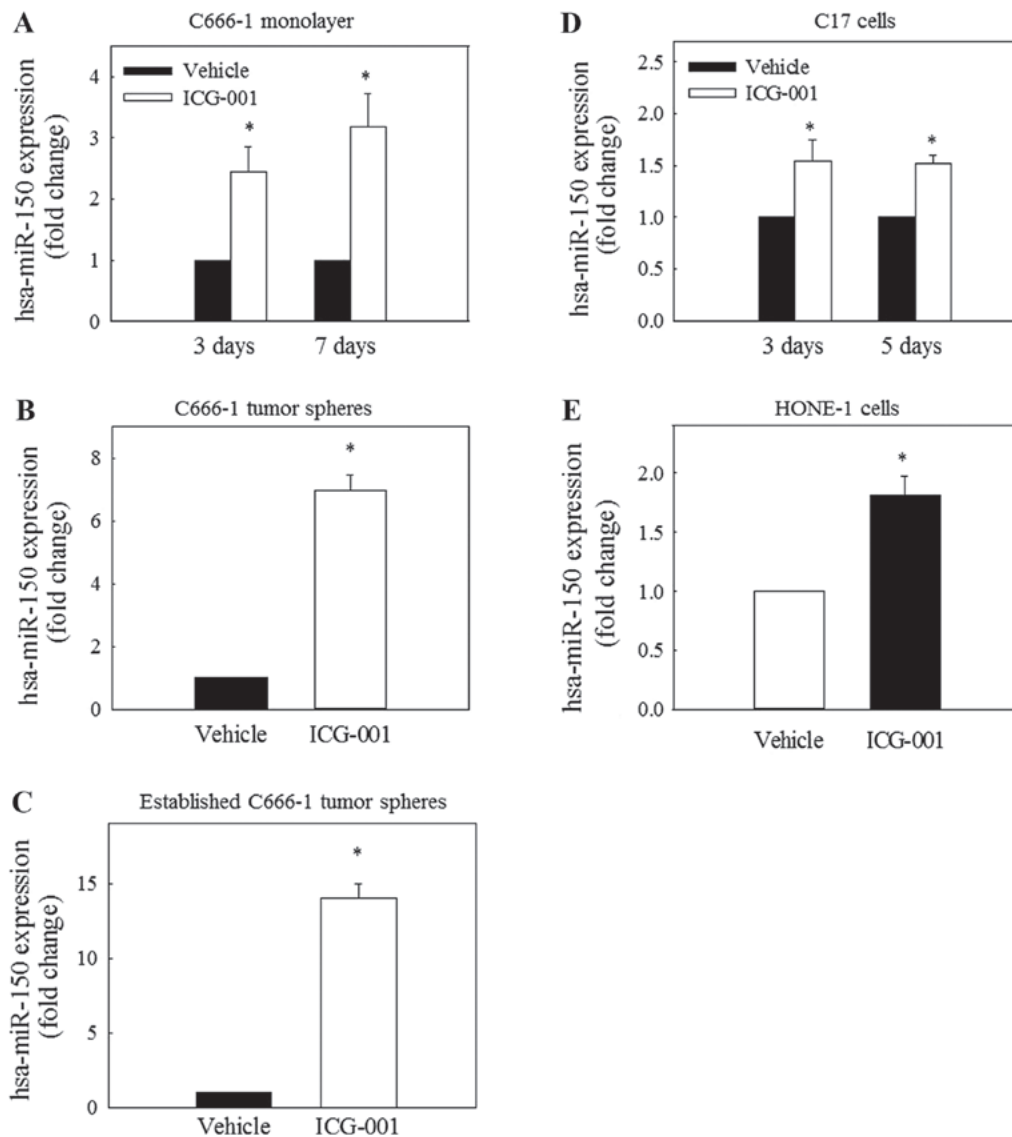 A
C666-1 monolayer
hsa-miR-150 expression
(fold change)
4
3
2
1
0
Vehicle
ICG-001
*
*
3 days
7 days
B
C666-1 tumor spheres
hsa-miR-150 expression
(fold change)
8
6
4
2
0
*
Vehicle
ICG-001
C
Established C666-1 tumor spheres
hsa-miR-150 expression
(fold change)
15
10
5
0
*
Vehicle
ICG-001
D
C17 cells
hsa-miR-150 expression
(fold change)
2.5
2.0
1.5
1.0
0.5
0.0
Vehicle
ICG-001
*
*
3 days
5 days
E
HONE-1 cells
hsa-miR-150 expression
(fold change)
2.0
1.5
1.0
0.5
0.0
*
Vehicle
ICG-001